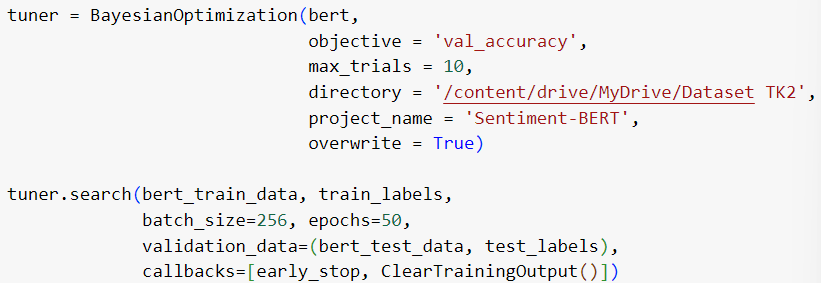 tuner = BayesianOptimization(bert,
                             objective = 'val_accuracy',
                             max_trials = 10,
                             directory = '/content/drive/MyDrive/Dataset TK2',
                             project_name = 'Sentiment-BERT',
                             overwrite = True)

tuner.search(bert_train_data, train_labels,
             batch_size=256, epochs=50,
             validation_data=(bert_test_data, test_labels),
             callbacks=[early_stop, ClearTrainingOutput()])